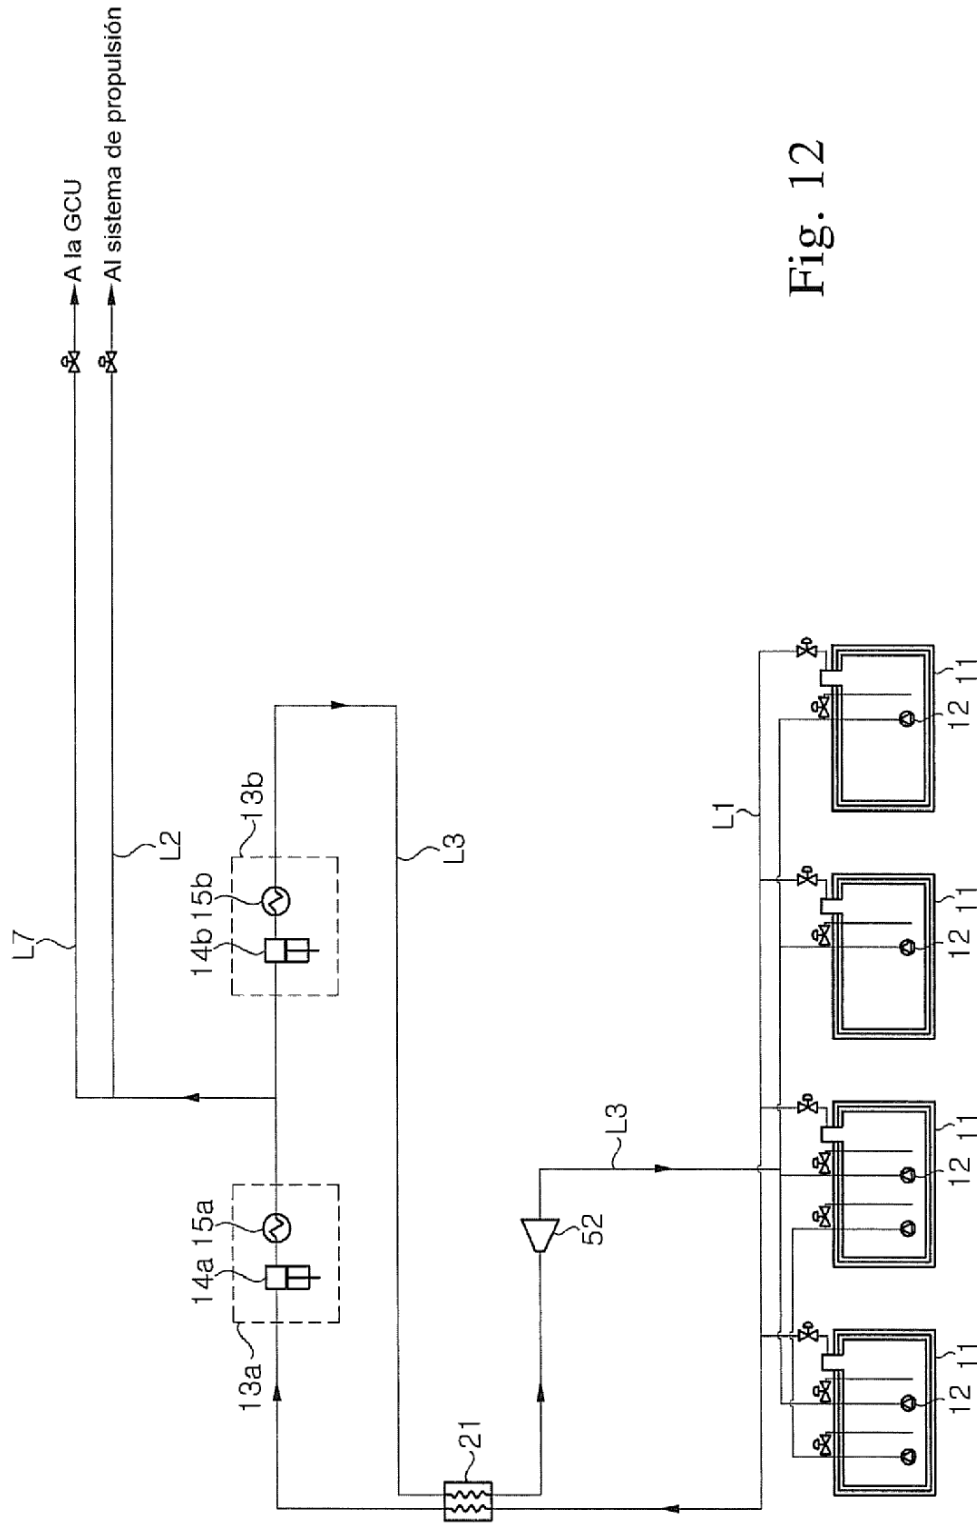 A la GCU
Al sistema de propulsión
L7
L2
13a
14a
15a
14b
15b
13b
L3
21
52
L3
L1
11
12
11
12
11
12
11
12
Fig. 12